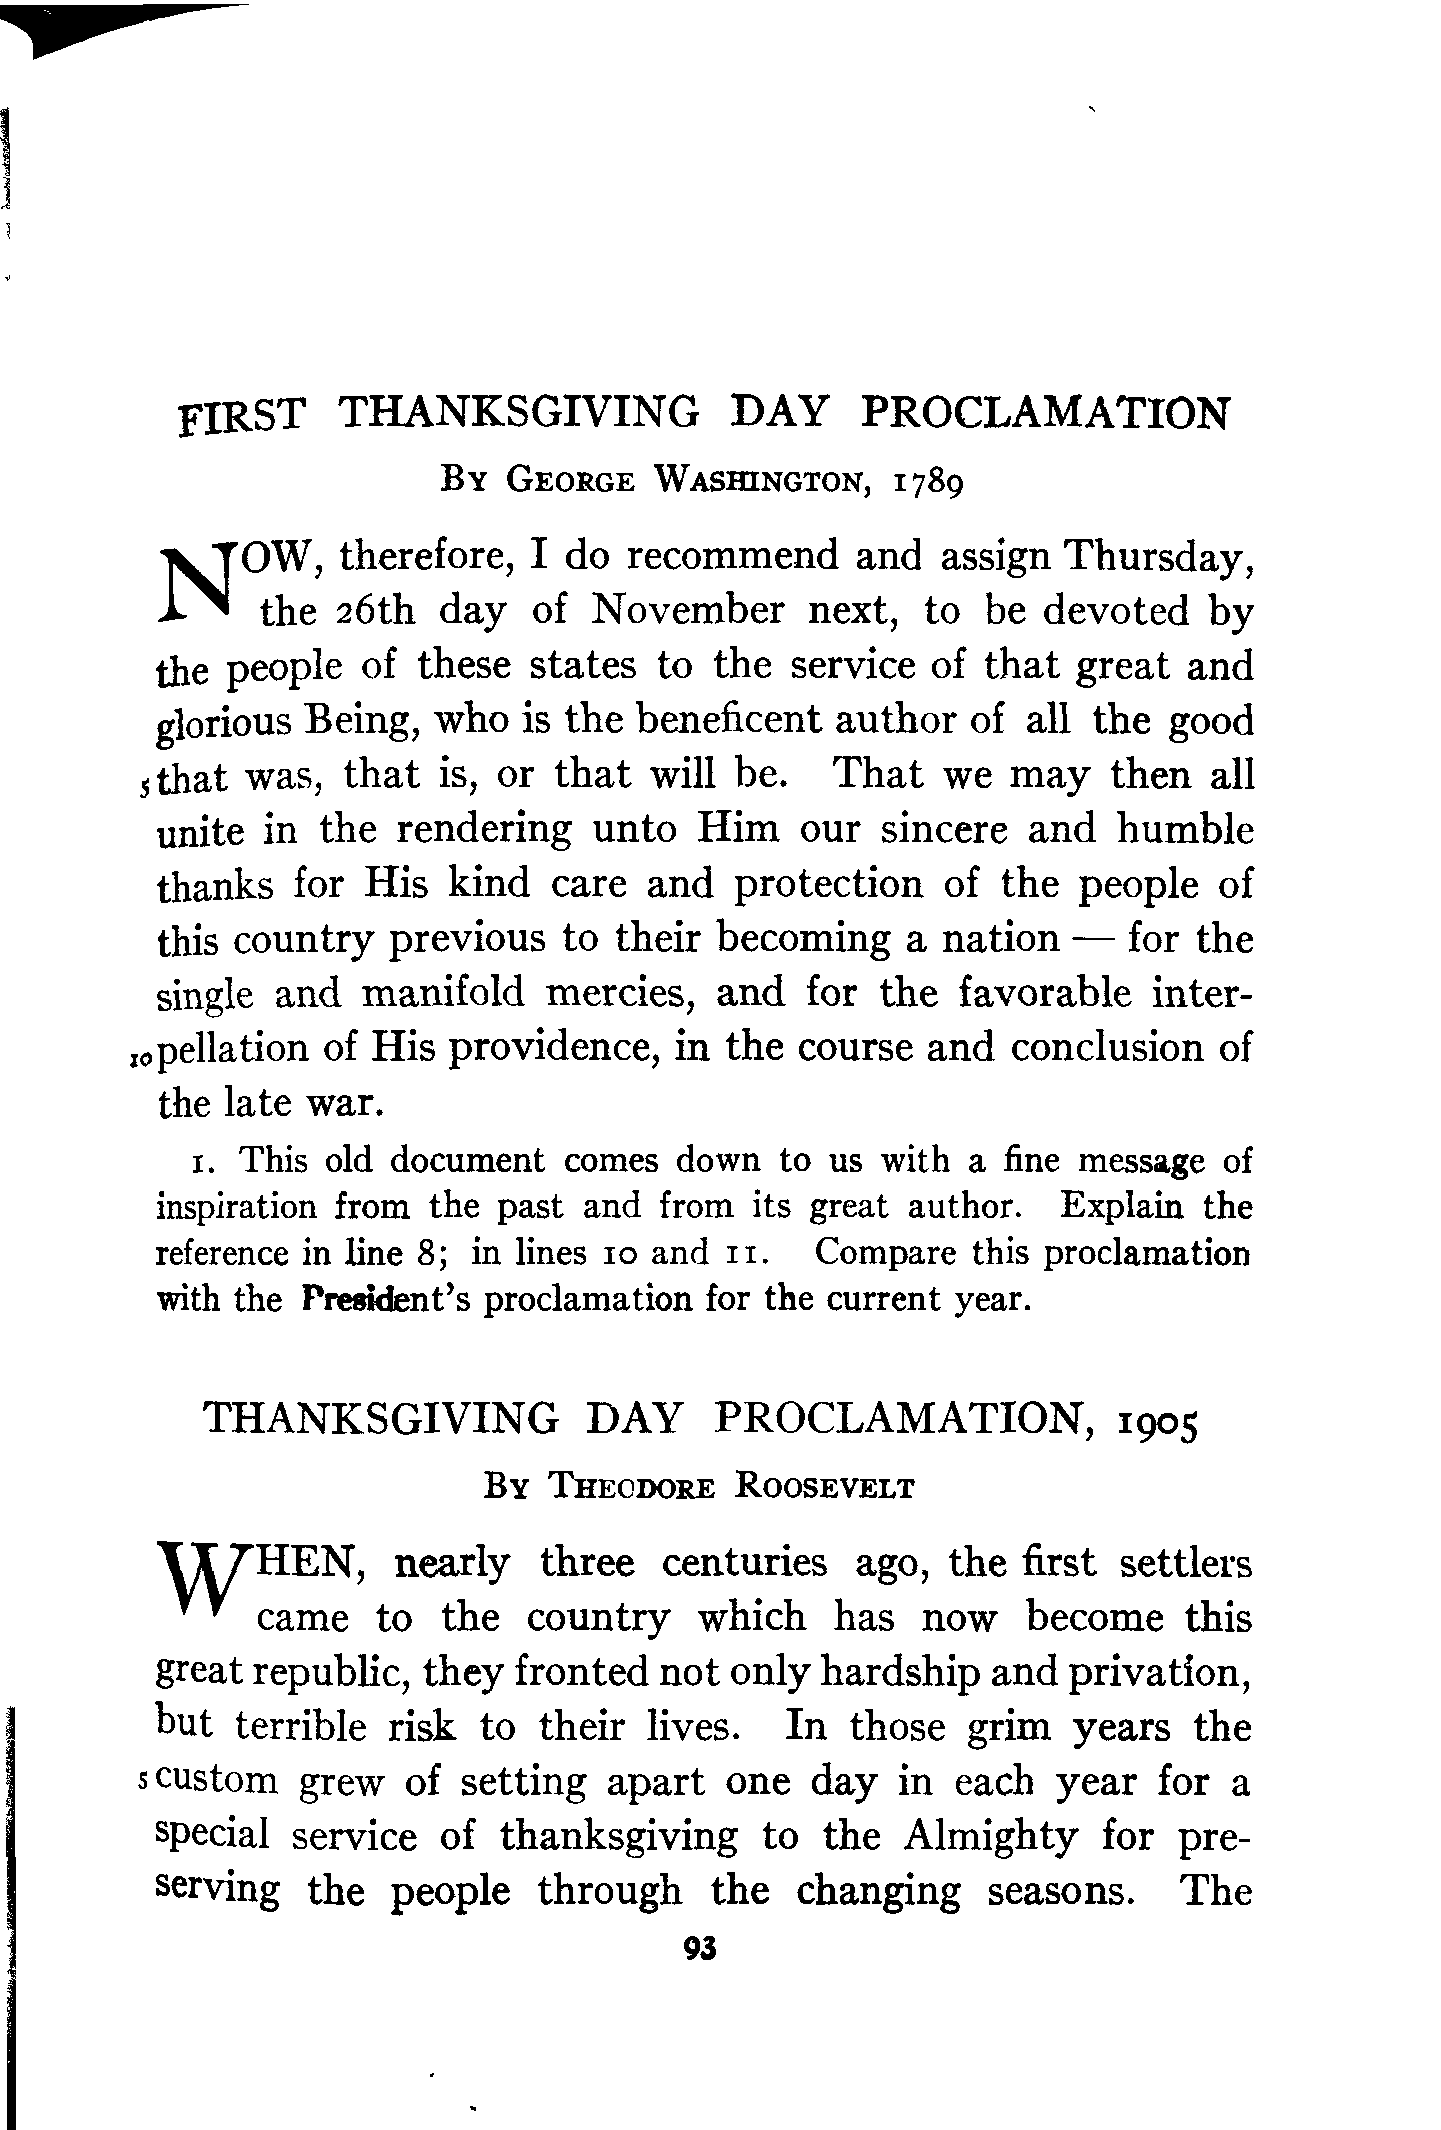 FIRST THANKSGIVING DAY PROCLAMATION
By George Washington, 1789
NOW, therefore, I do recommend and assign Thursday,
the 26th day of November next, to be devoted by
the people of these states to the service of that great and
glorious Being, who is the beneficent author of all the good
5 that was, that is, or that will be. That we may then all
unite in the rendering unto Him our sincere and humble
thanks for His kind care and protection of the people of
this country previous to their becoming a nation — for the
single and manifold mercies, and for the favorable inter-
10 pellation of His providence, in the course and conclusion of
the late war.
1. This old document comes down to us with a fine message of
inspiration from the past and from its great author. Explain the
reference in line 8; in lines 10 and 11. Compare this proclamation
with the President's proclamation for the current year.
THANKSGIVING DAY PROCLAMATION, 1905
By Theodore Roosevelt
WHEN, nearly three centuries ago, the first settlers
came to the country which has now become this
great republic, they fronted not only hardship and privation,
but terrible risk to their lives. In those grim years the
5 custom grew of setting apart one day in each year for a
special service of thanksgiving to the Almighty for pre-
serving the people through the changing seasons. The
93